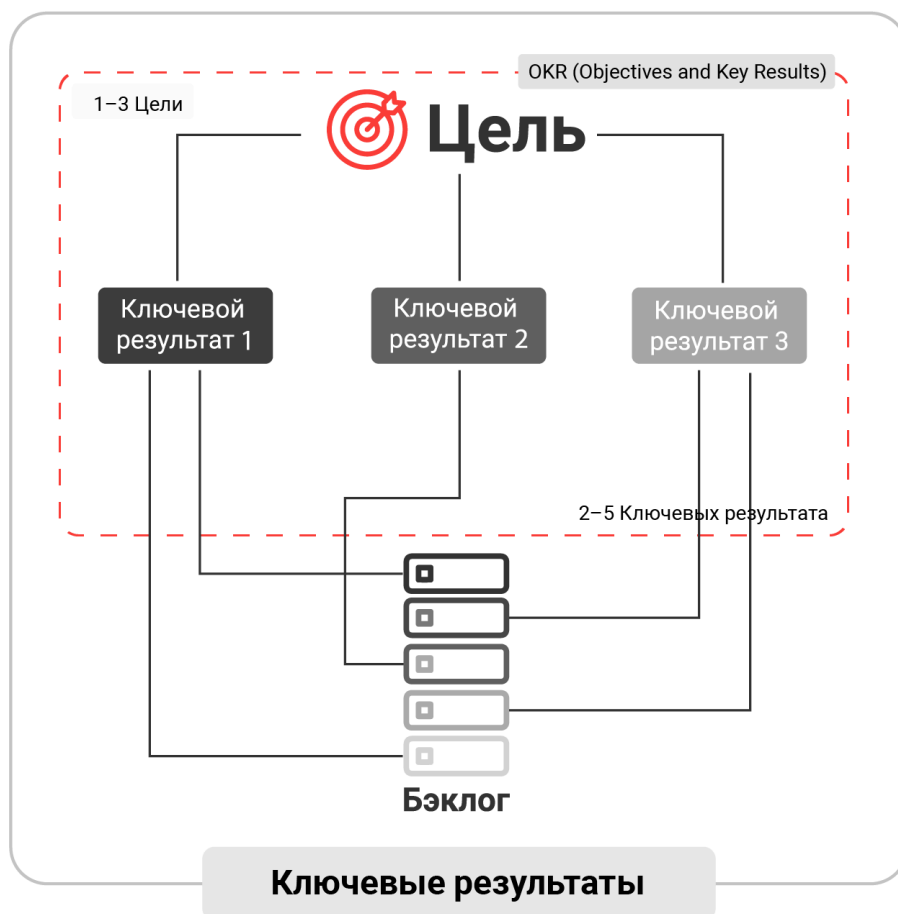 OKR (Objectives and Key Results)
1–3 Цели
Цель
Ключевой
результат 1
Ключевой
результат 2
Ключевой
результат 3
2–5 Ключевых результата
Бэклог
Ключевые результаты